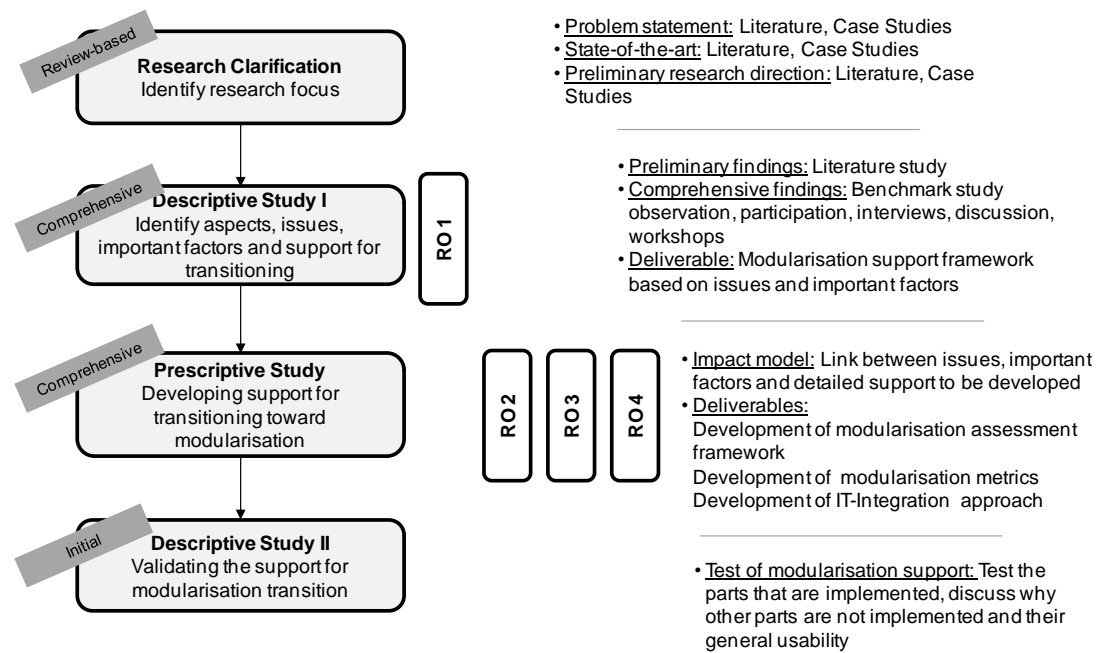 Review-based
Research Clarification
Identify research focus
• Problem statement: Literature, Case Studies
• State-of-the-art: Literature, Case Studies
• Preliminary research direction: Literature, Case
Studies
Comprehensive
Descriptive Study I
Identify aspects, issues,
important factors and support for
transitioning
RO1
• Preliminary findings: Literature study
• Comprehensive findings: Benchmark study
observation, participation, interviews, discussion,
workshops
• Deliverable: Modularisation support framework
based on issues and important factors
Comprehensive
Prescriptive Study
Developing support for
transitioning toward
modularisation
RO2
RO3
RO4
• Impact model: Link between issues, important
factors and detailed support to be developed
• Deliverables:
Development of modularisation assessment
framework
Development of modularisation metrics
Development of IT-Integration approach
Initial
Descriptive Study II
Validating the support for
modularisation transition
• Test of modularisation support: Test the
parts that are implemented, discuss why
other parts are not implemented and their
general usability